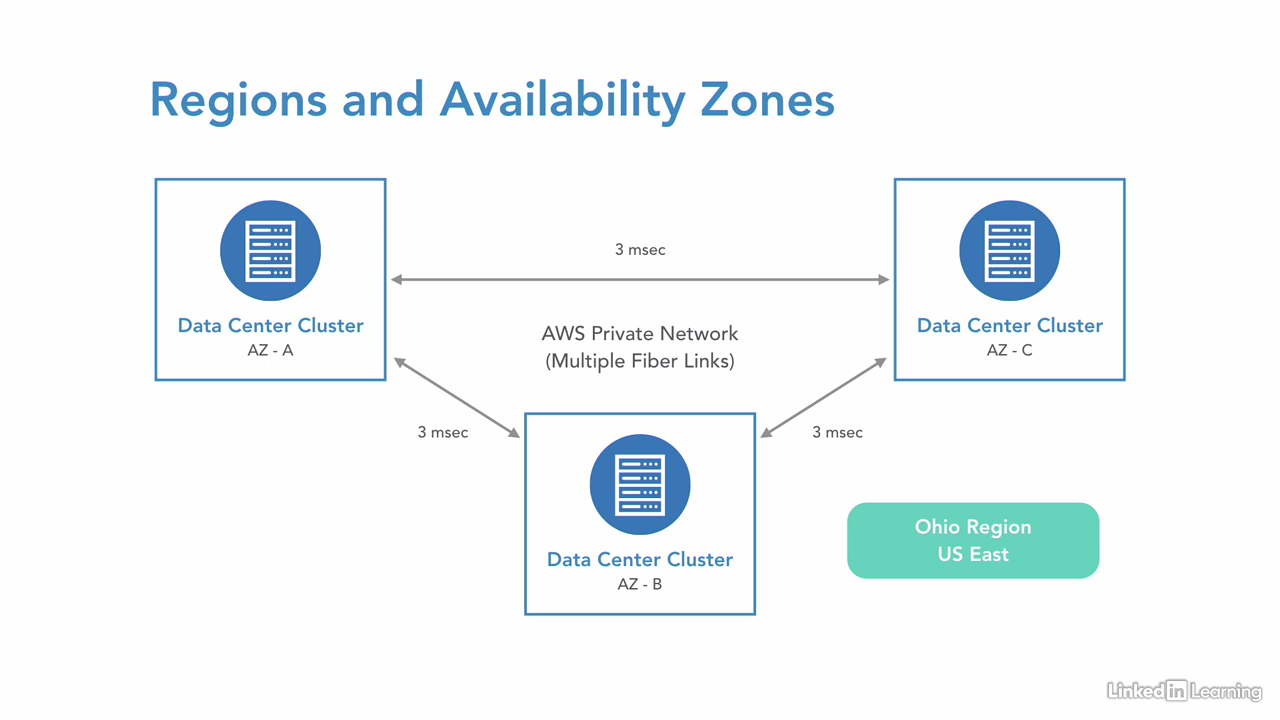 Regions and Availability Zones
Data Center Cluster
AZ - A
3 msec
AWS Private Network
(Multiple Fiber Links)
Data Center Cluster
AZ - C
3 msec
3 msec
Data Center Cluster
AZ - B
Ohio Region
US East
Linked in Learning